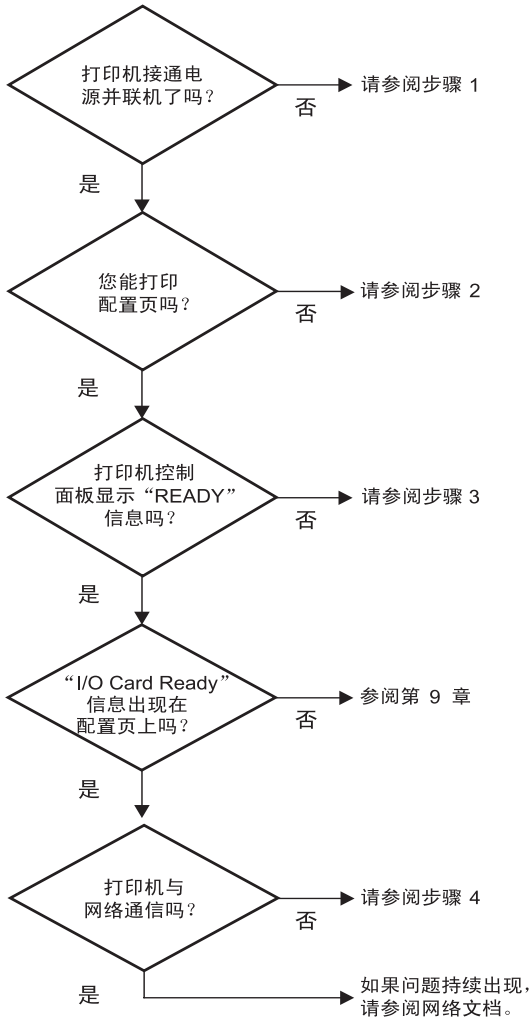 打印机接通电
源并联机了吗？
否
请参阅步骤 1
是
您能打印
配置页吗？
否
请参阅步骤 2
是
打印机控制
面板显示“READY”
信息吗？
否
请参阅步骤 3
是
“I/O Card Ready”
信息出现在
配置页上吗？
否
参阅第 9 章
是
打印机与
网络通信吗？
否
请参阅步骤 4
是
如果问题持续出现，
请参阅网络文档。